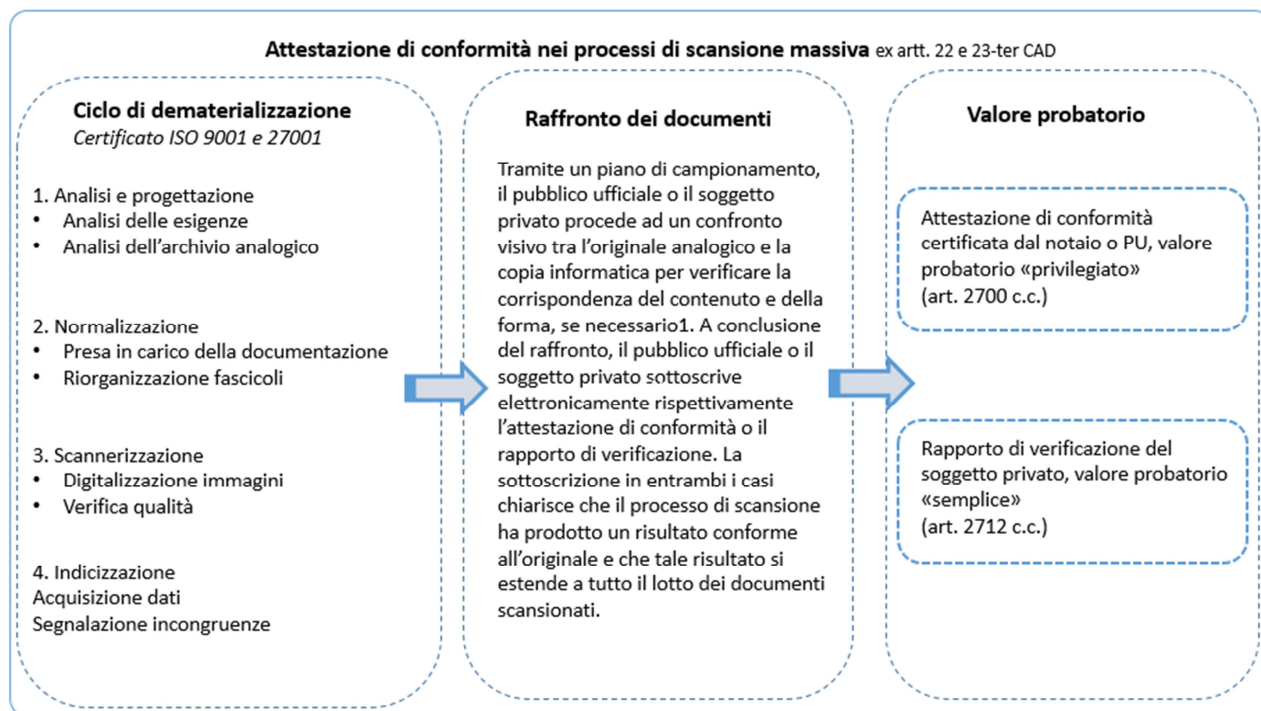 Attestazione di conformità nei processi di scansione massiva ex artt. 22 e 23-ter CAD
Ciclo di dematerializzazione
Certificato ISO 9001 e 27001
1. Analisi e progettazione
• Analisi delle esigenze
• Analisi dell’archivio analogico
2. Normalizzazione
• Presa in carico della documentazione
• Riorganizzazione fascicoli
3. Scannerizzazione
• Digitalizzazione immagini
• Verifica qualità
4. Indicizzazione
Acquisizione dati
Segnalazione incongruenze
Raffronto dei documenti
Tramite un piano di campionamento,
il pubblico ufficiale o il soggetto
privato procede ad un confronto
visivo tra l’originale analogico e la
copia informatica per verificare la
corrispondenza del contenuto e della
forma, se necessario1. A conclusione
del raffronto, il pubblico ufficiale o il
soggetto privato sottoscrive
elettronicamente rispettivamente
l’attestazione di conformità o il
rapporto di verificazione. La
sottoscrizione in entrambi i casi
chiarisce che il processo di scansione
ha prodotto un risultato conforme
all’originale e che tale risultato si
estende a tutto il lotto dei documenti
scansionati.
Valore probatorio
Attestazione di conformità
certificata dal notaio o PU, valore
probatorio «privilegiato»
(art. 2700 c.c.)
Rapporto di verificazione del
soggetto privato, valore probatorio
«semplice»
(art. 2712 c.c.)